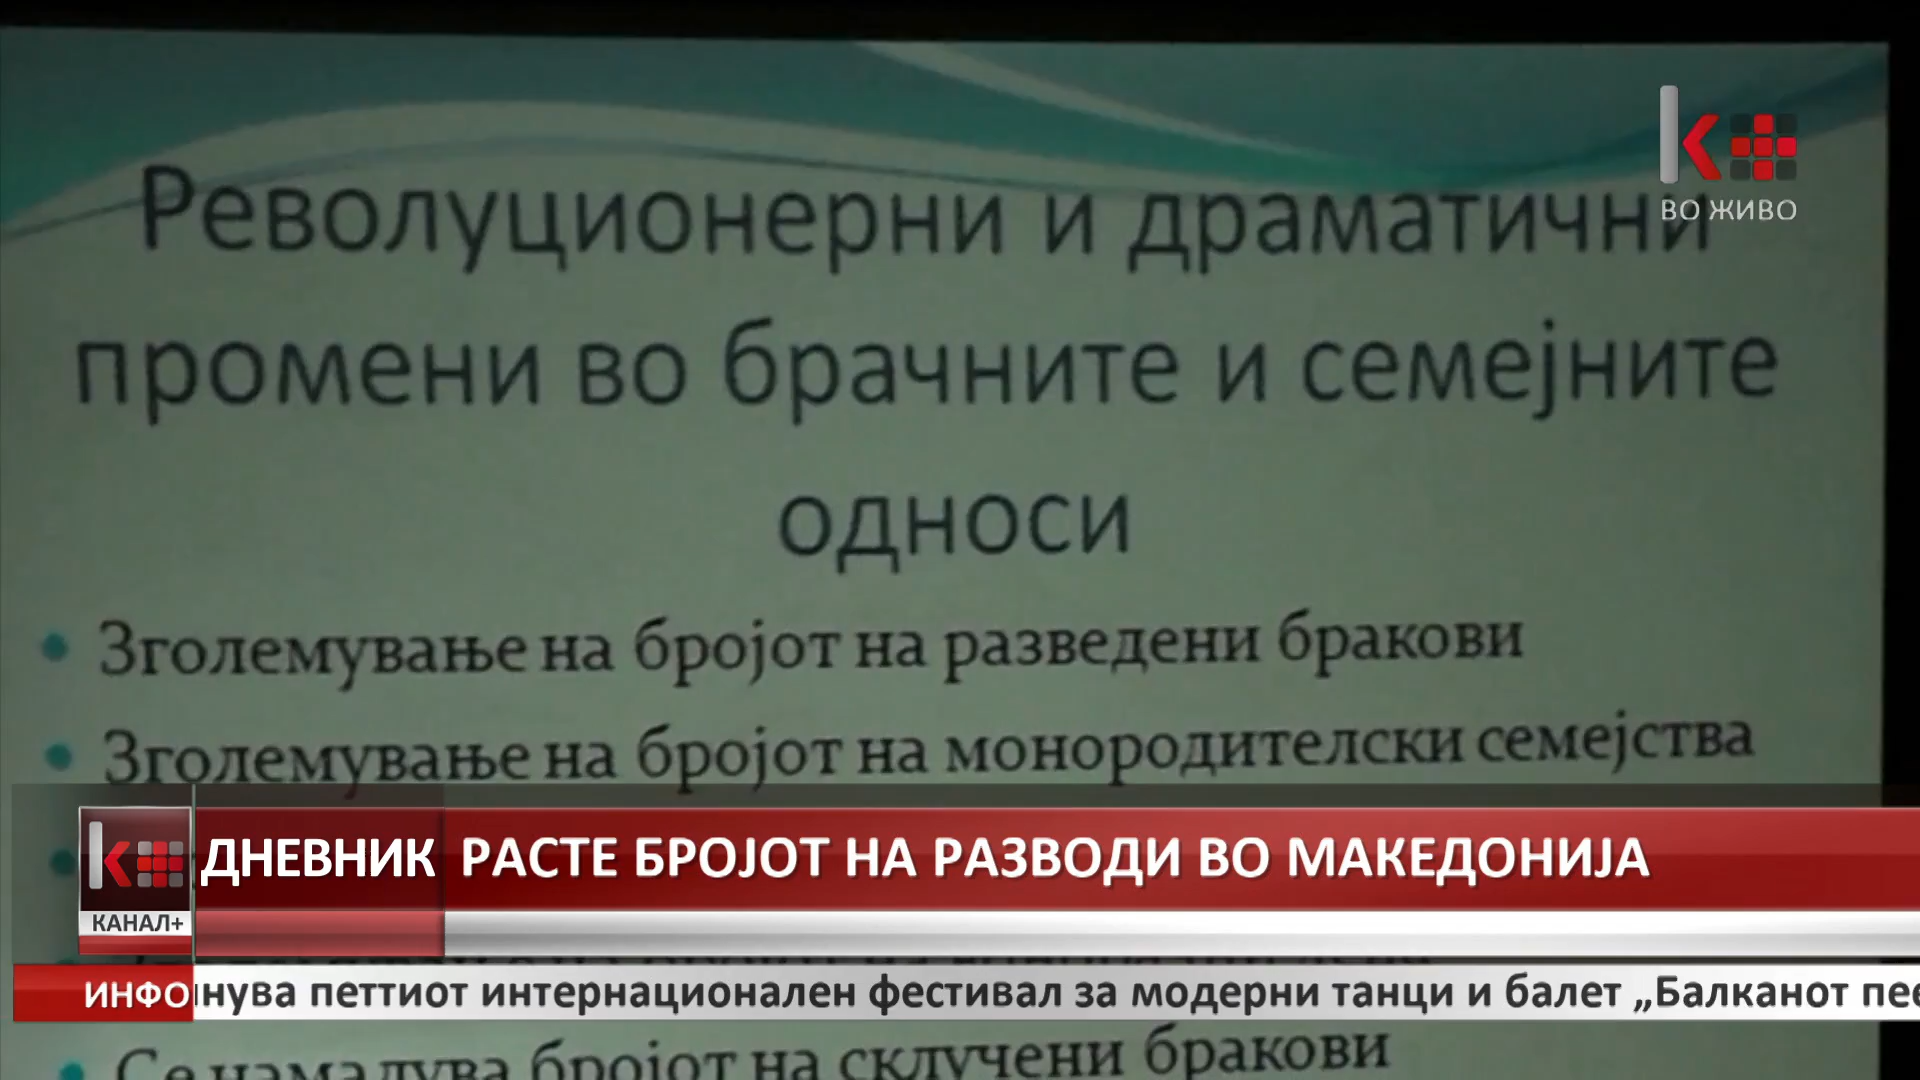 Револуционерни и драматични
промени во брачните и семејните
односи
ВО ЖИВО
Зголемување на бројот на разведени бракови
Зголемување на бројот на монородителски семејства
ДНЕВНИК РАСТЕ БРОЈОТ НА РАЗВОДИ ВО МАКЕДОНИЈА
КАНАЛ+
ИНФО петтиот интернационален фестивал за модерни танци и балет „Балканот
Се намалува бројот на склучени бракови